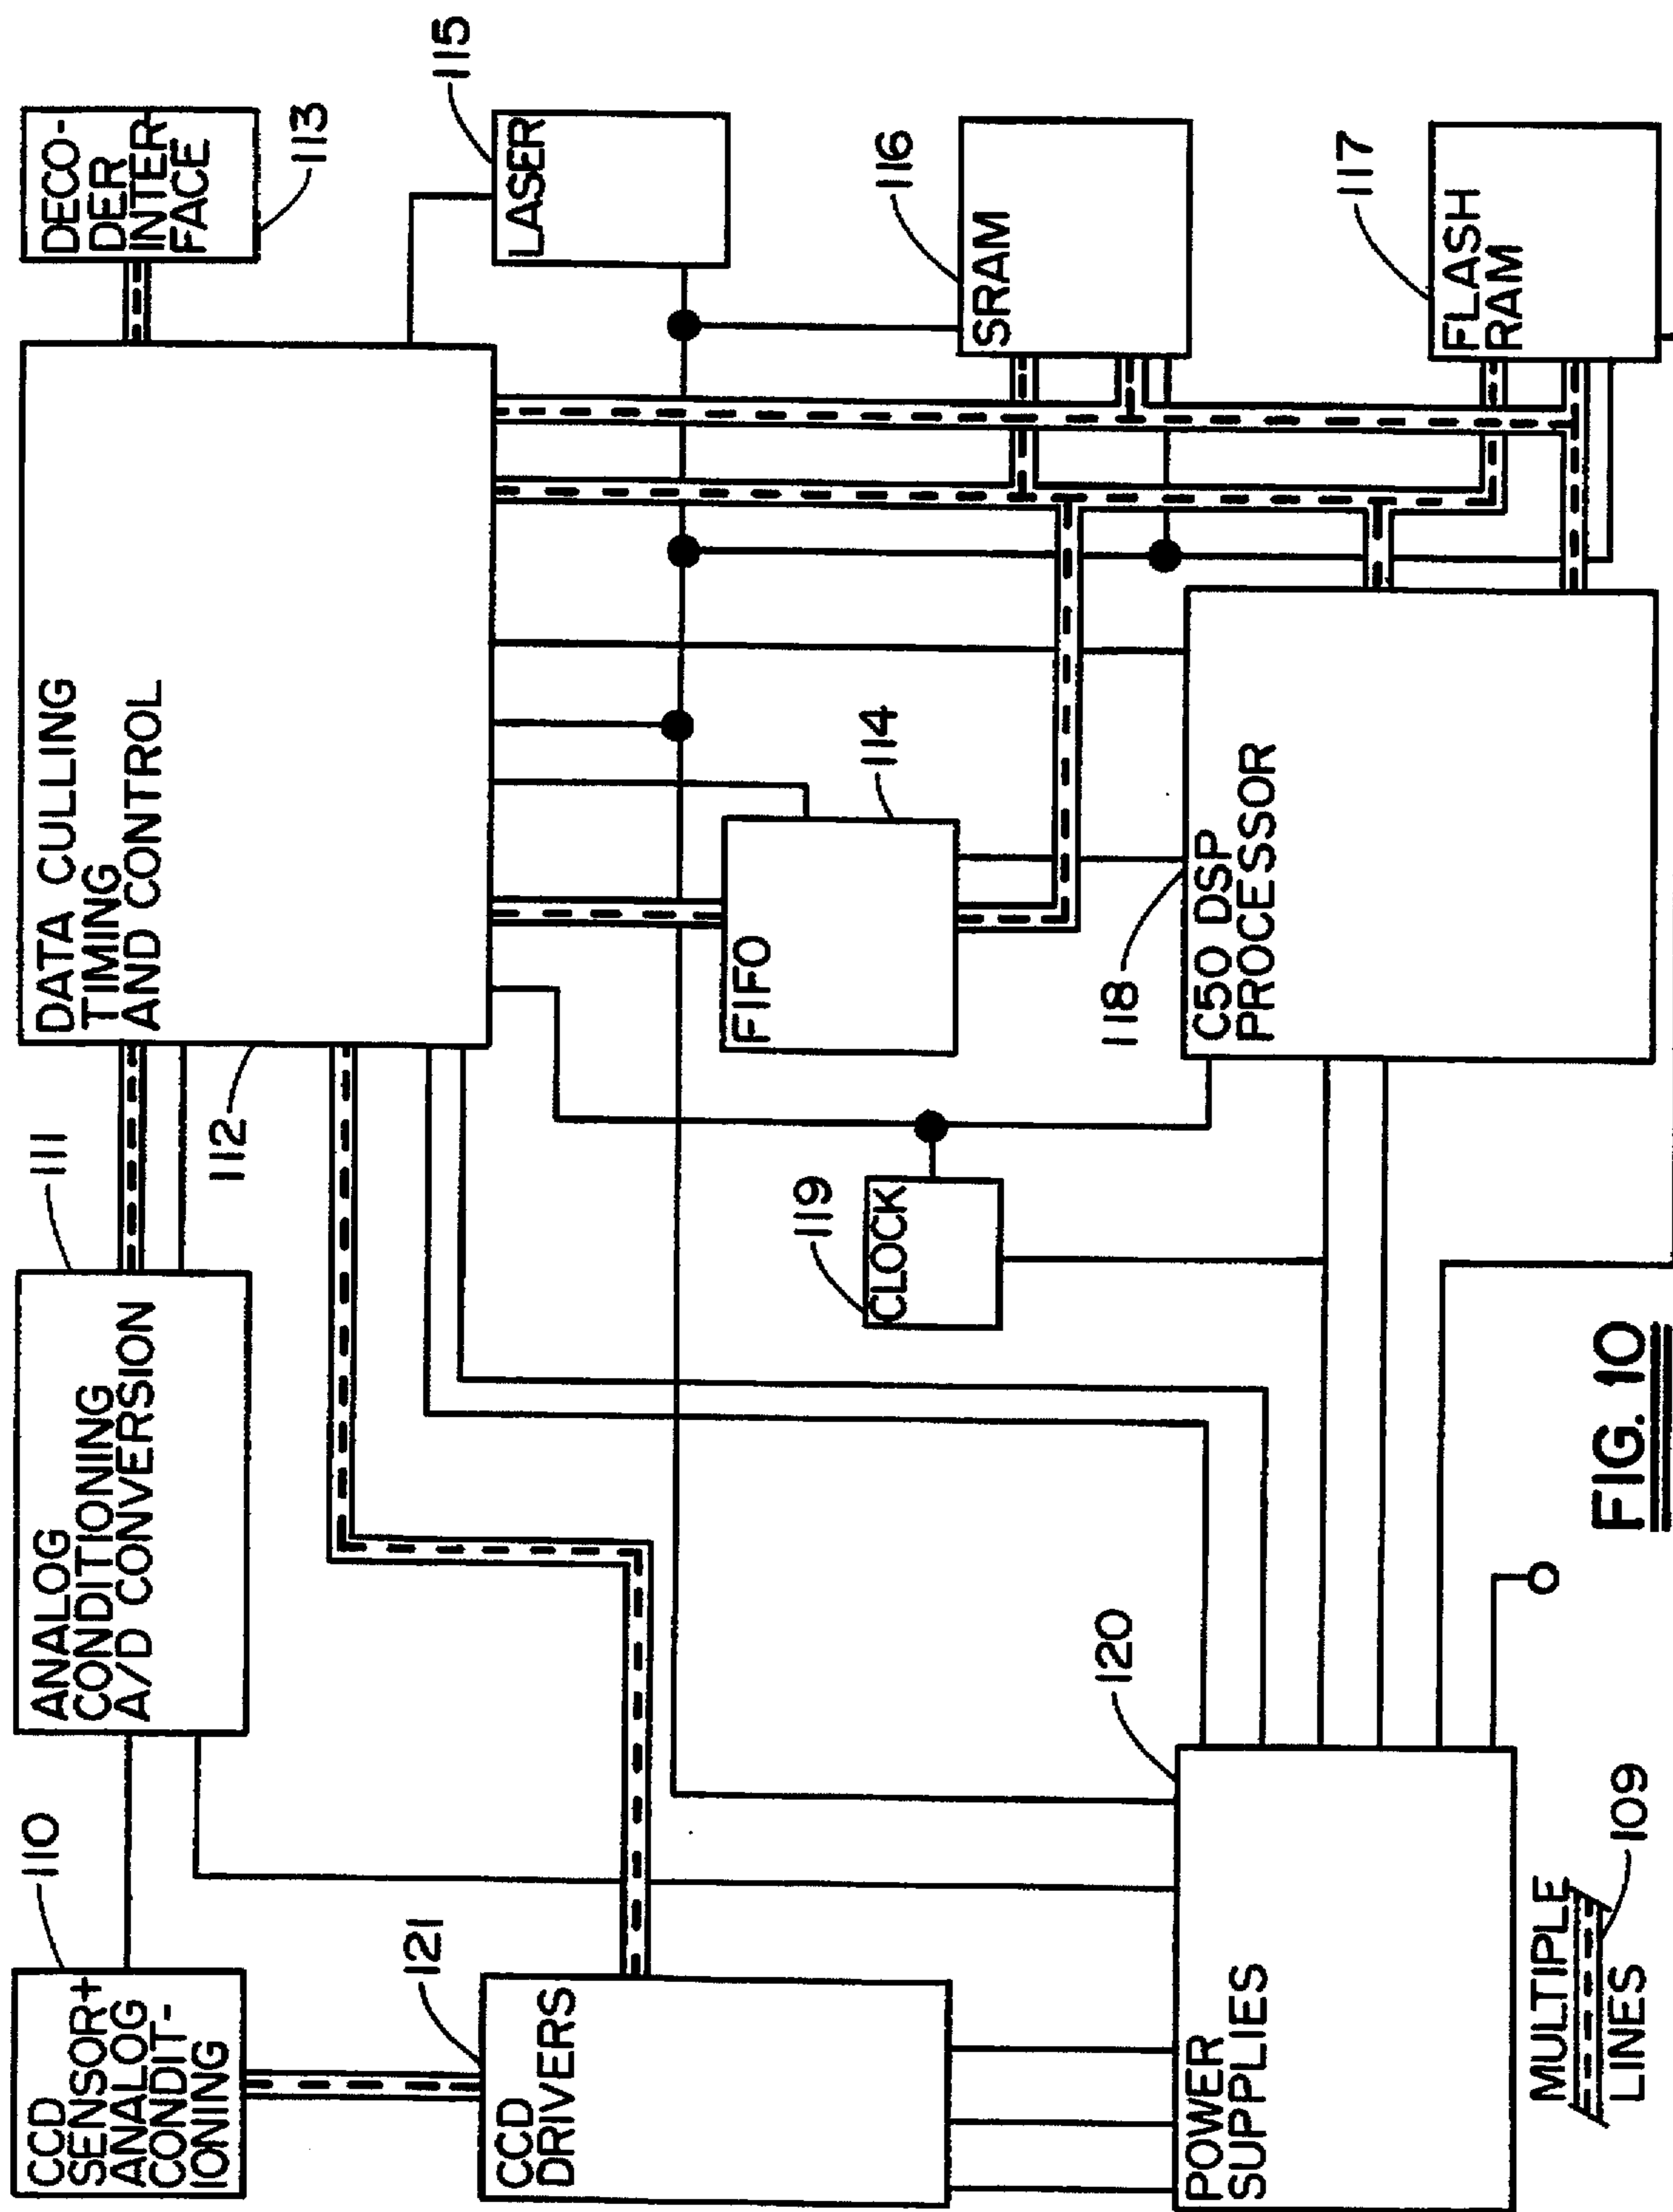 110
CCD
SENSOR+
ANALOG
CONDIT-
IONING
111
ANALOG
CONDITIONING
A/D CONVERSION
112
DATA CULLING
TIMING
AND CONTROL
DECO-
DER
INTER
FACE
113
115
LASER
121
CCD
DRIVERS
FIFO
114
119
CLOCK
116
SRAM
120
POWER
SUPPLIES
118
C50 DSP
PROCESSOR
117
FLASH
RAM
MULTIPLE
LINES
109
FIG. 10